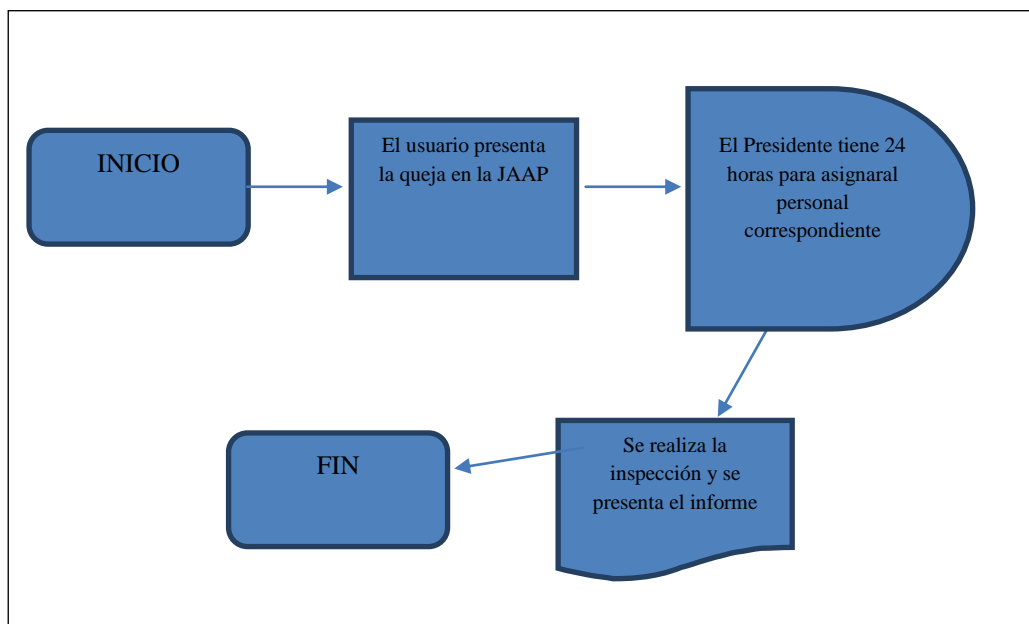 INICIO
El usuario presenta
la queja en la JAAP
El Presidente tiene 24
horas para asignaral
personal
correspondiente
Se realiza la
inspección y se
presenta el informe
FIN